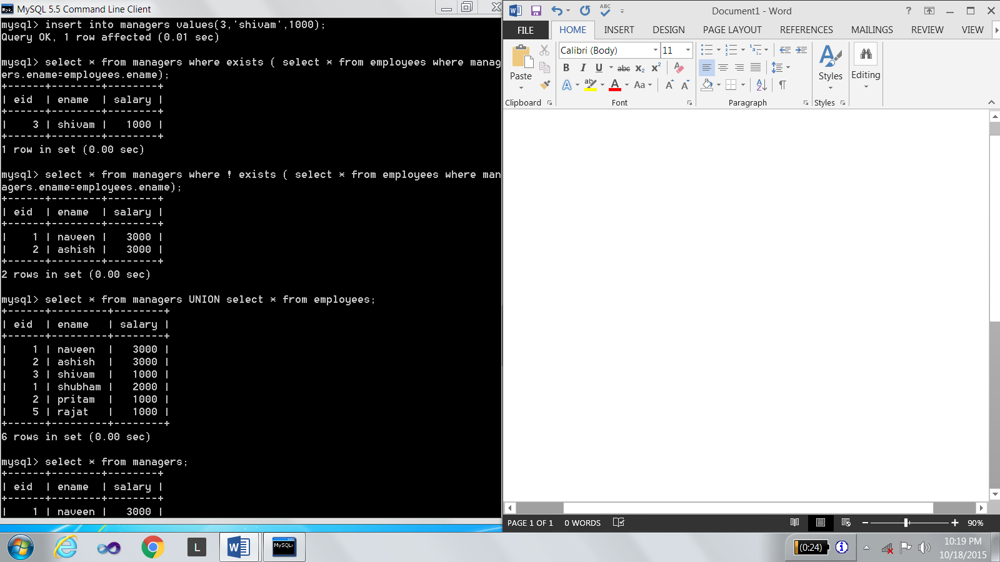 MySQL 5.5 Command Line Client
mysql> insert into managers values(3,'shivam',1000);
Query OK, 1 row affected (0.01 sec)
mysql> select * from managers where exists ( select * from employees where manag
ers.ename=employees.ename);
+------+--------+--------+
| eid  | ename  | salary |
+------+--------+--------+
|    3 | shivam |   1000 |
+------+--------+--------+
1 row in set (0.00 sec)
mysql> select * from managers where ! exists ( select * from employees where man
agers.ename=employees.ename);
+------+--------+--------+
| eid  | ename  | salary |
+------+--------+--------+
|    1 | naveen |   3000 |
|    2 | ashish |   3000 |
+------+--------+--------+
2 rows in set (0.00 sec)
mysql> select * from managers UNION select * from employees;
+------+---------+--------+
| eid  | ename   | salary |
+------+---------+--------+
|    1 | naveen  |   3000 |
|    2 | ashish  |   3000 |
|    3 | shivam  |   1000 |
|    1 | shubham |   2000 |
|    2 | pritam  |   1000 |
|    5 | rajat   |   1000 |
+------+---------+--------+
6 rows in set (0.00 sec)
mysql> select * from managers;
+------+--------+--------+
| eid  | ename  | salary |
+------+--------+--------+
|    1 | naveen |   3000 |
Document1 - Word
FILE HOME INSERT DESIGN PAGE LAYOUT REFERENCES MAILINGS REVIEW VIEW
Calibri (Body) 11
Paste
Styles
Editing
Clipboard Font Paragraph Styles
PAGE 1 OF 1 0 WORDS 90%
L
MySQL>
(0:24)
10:19 PM
10/18/2015